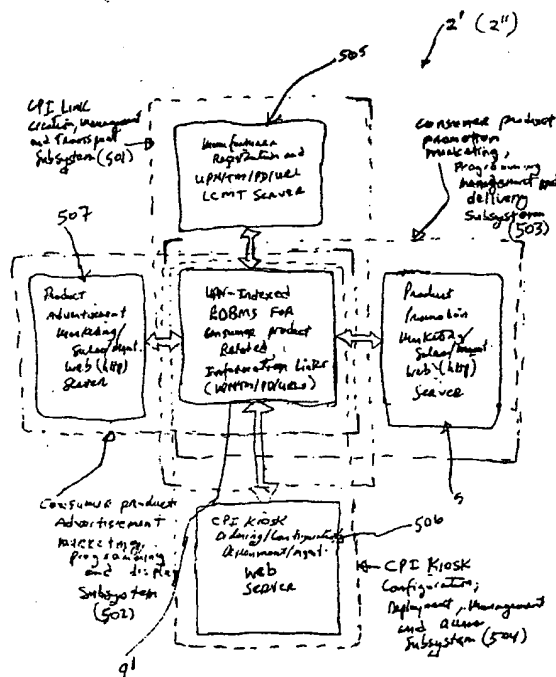 2' (2")
505
CPI Link
Creation, Management
and Transport
Subsystem (501)
Manufacturer
Registration and
UPN/TM/PD/URL
LCMT Server
Consumer product
promotion
marketing,
Programming
management and
delivery
Subsystem
(503)
507
Product
Advertisement
Marketing/
Sales/Mgmt.
Web (http)
Server
UPN-Indexed
RDBMS FOR
Consumer product
Related
Information Links
(UPN/TM/PD/URLs)
Product
Promotion
Marketing/
Sales/Mgmt
Web (http)
Server
Consumer product
Advertisement
marketing,
programming
and display
Subsystem
(502)
9'
CPI Kiosk
Ordering/Configuration
Deployment/Mgmt.
Web
SERVER
506
CPI Kiosk
Configuration,
Deployment, Management
and access
Subsystem (504)